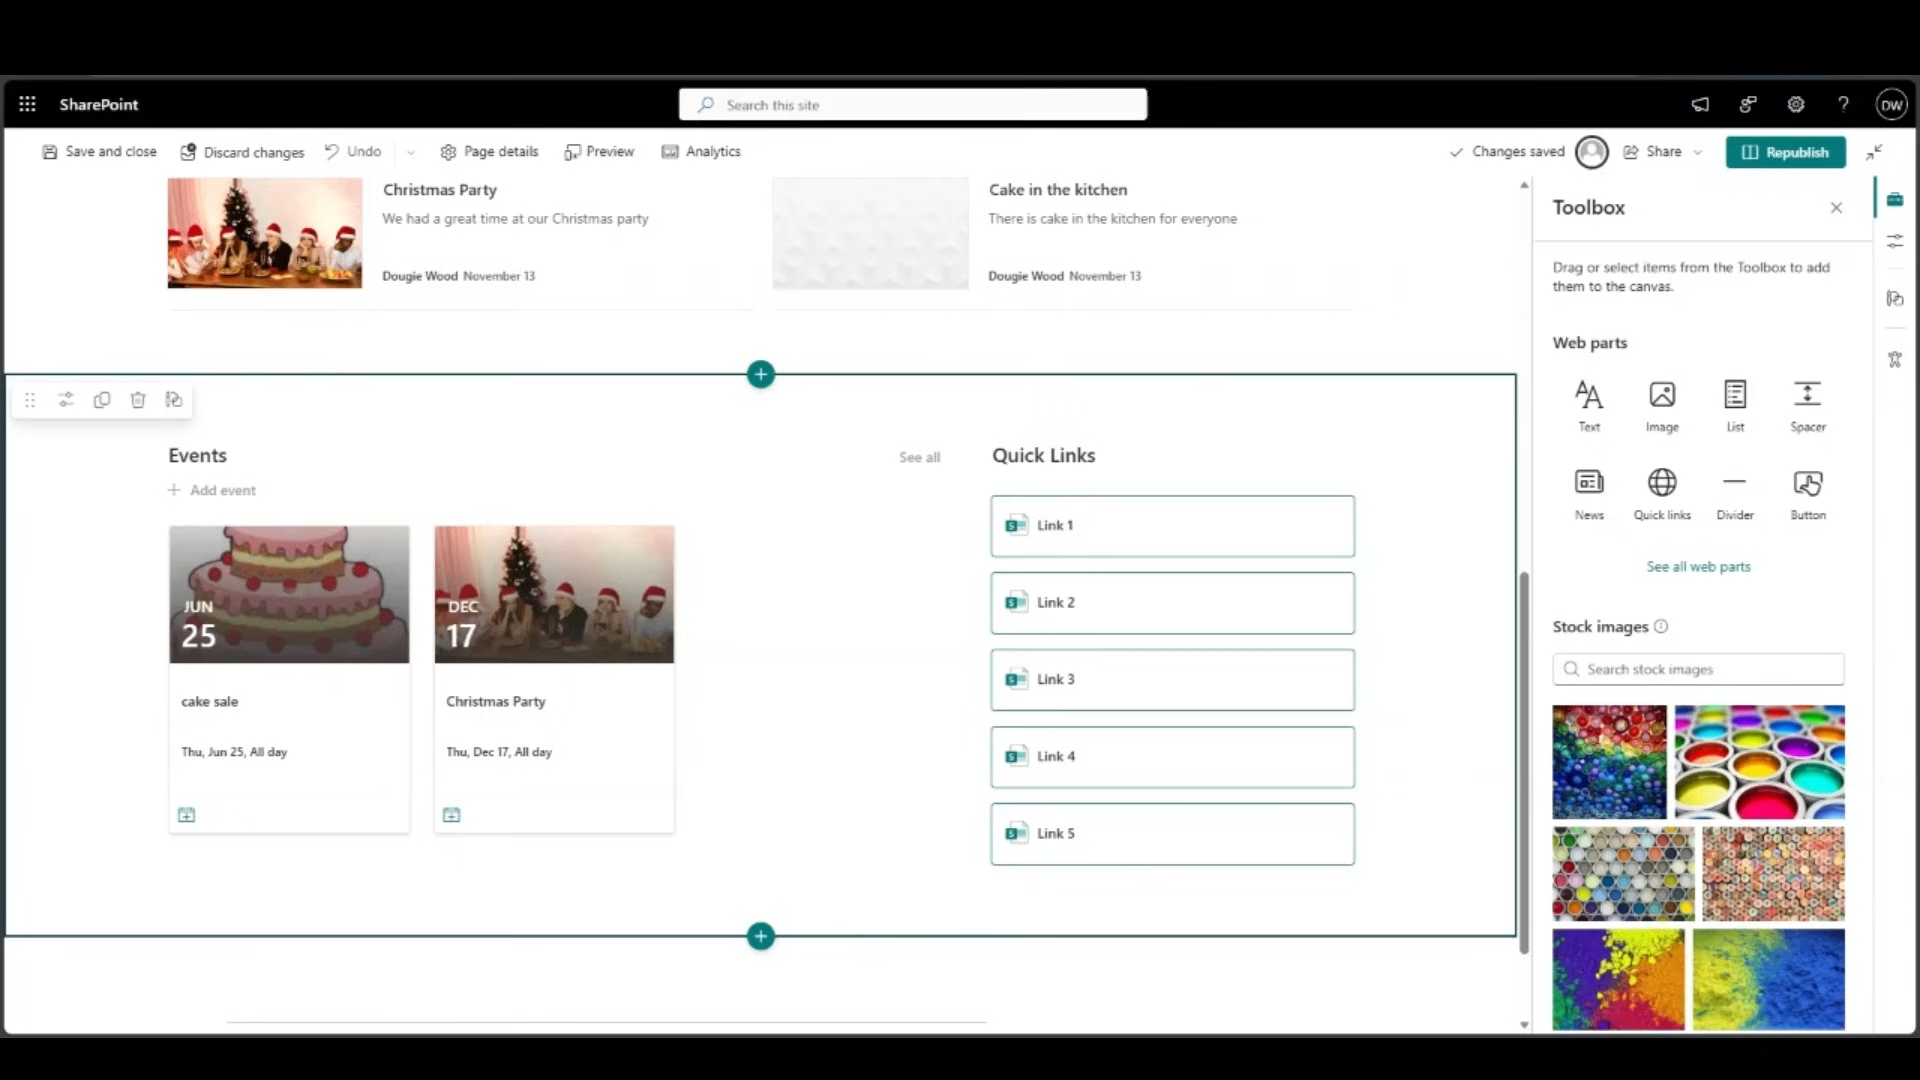 SharePoint
Search this site
DW
Save and close
Discard changes
Undo
Page details
Preview
Analytics
Changes saved
Share
Republish
Christmas Party
We had a great time at our Christmas party
Dougie Wood November 13
Cake in the kitchen
There is cake in the kitchen for everyone
Dougie Wood November 13
Events
See all
Add event
JUN
25
cake sale
Thu, Jun 25, All day
DEC
17
Christmas Party
Thu, Dec 17, All day
Quick Links
Link 1
Link 2
Link 3
Link 4
Link 5
Toolbox
Drag or select items from the Toolbox to add
them to the canvas.
Web parts
Text
Image
List
Spacer
News
Quick links
Divider
Button
See all web parts
Stock images
Search stock images